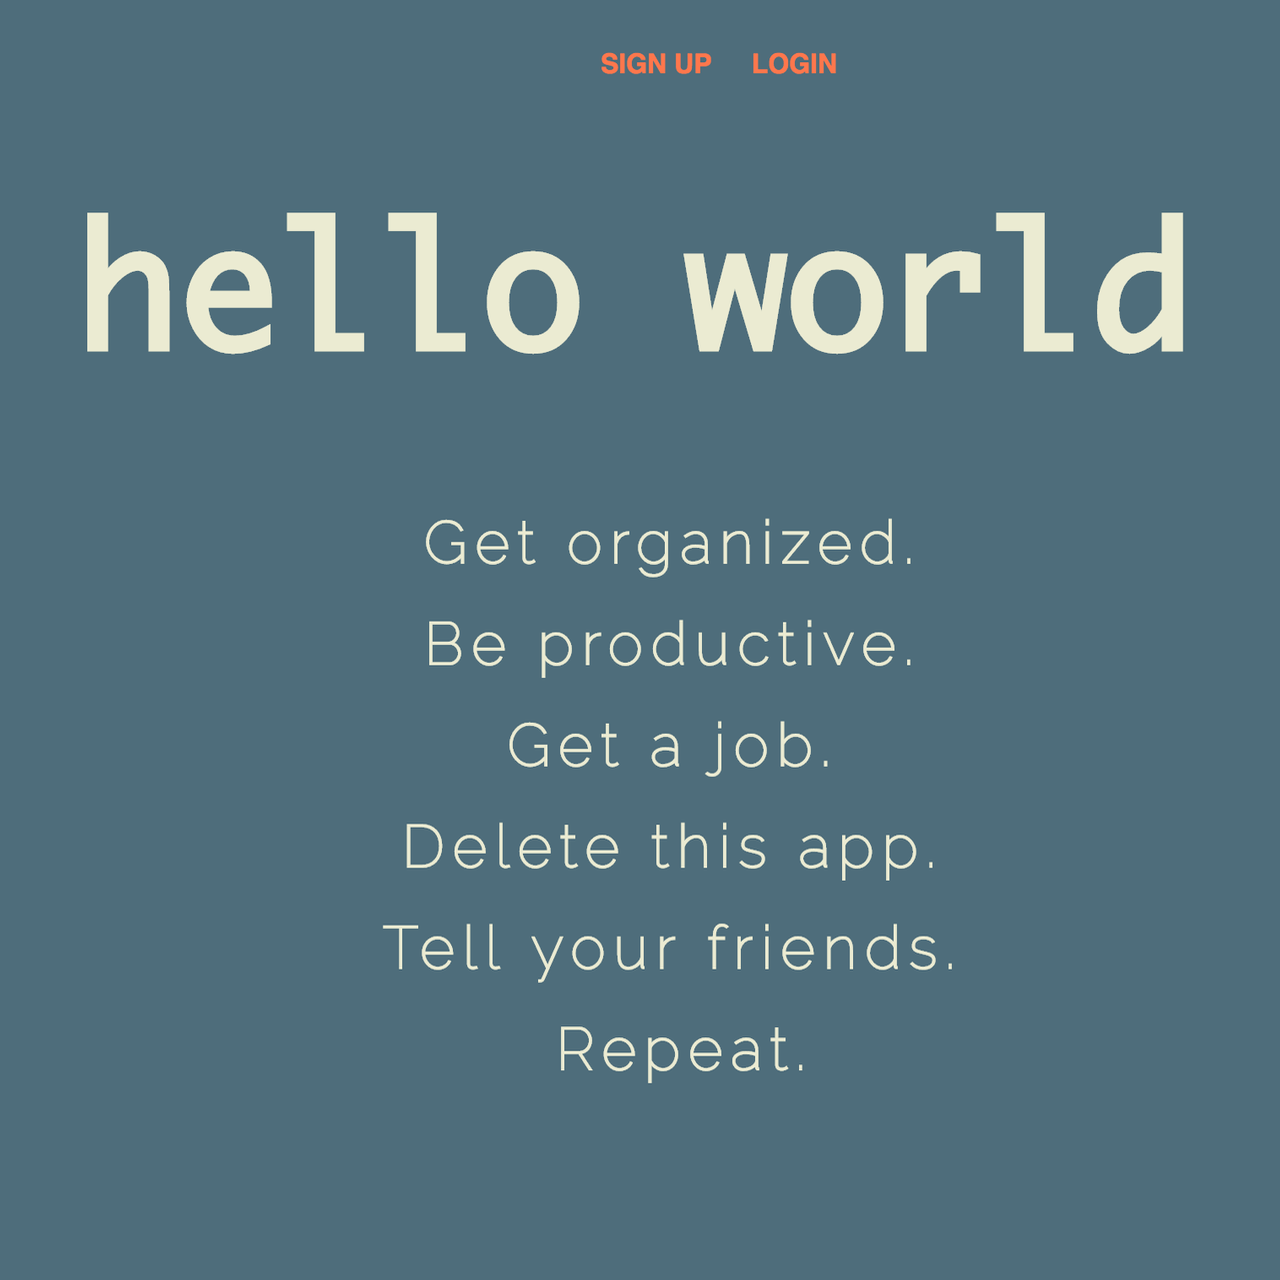 SIGN UP LOGIN
hello world
Get organized.
Be productive.
Get a job.
Delete this app.
Tell your friends.
Repeat.